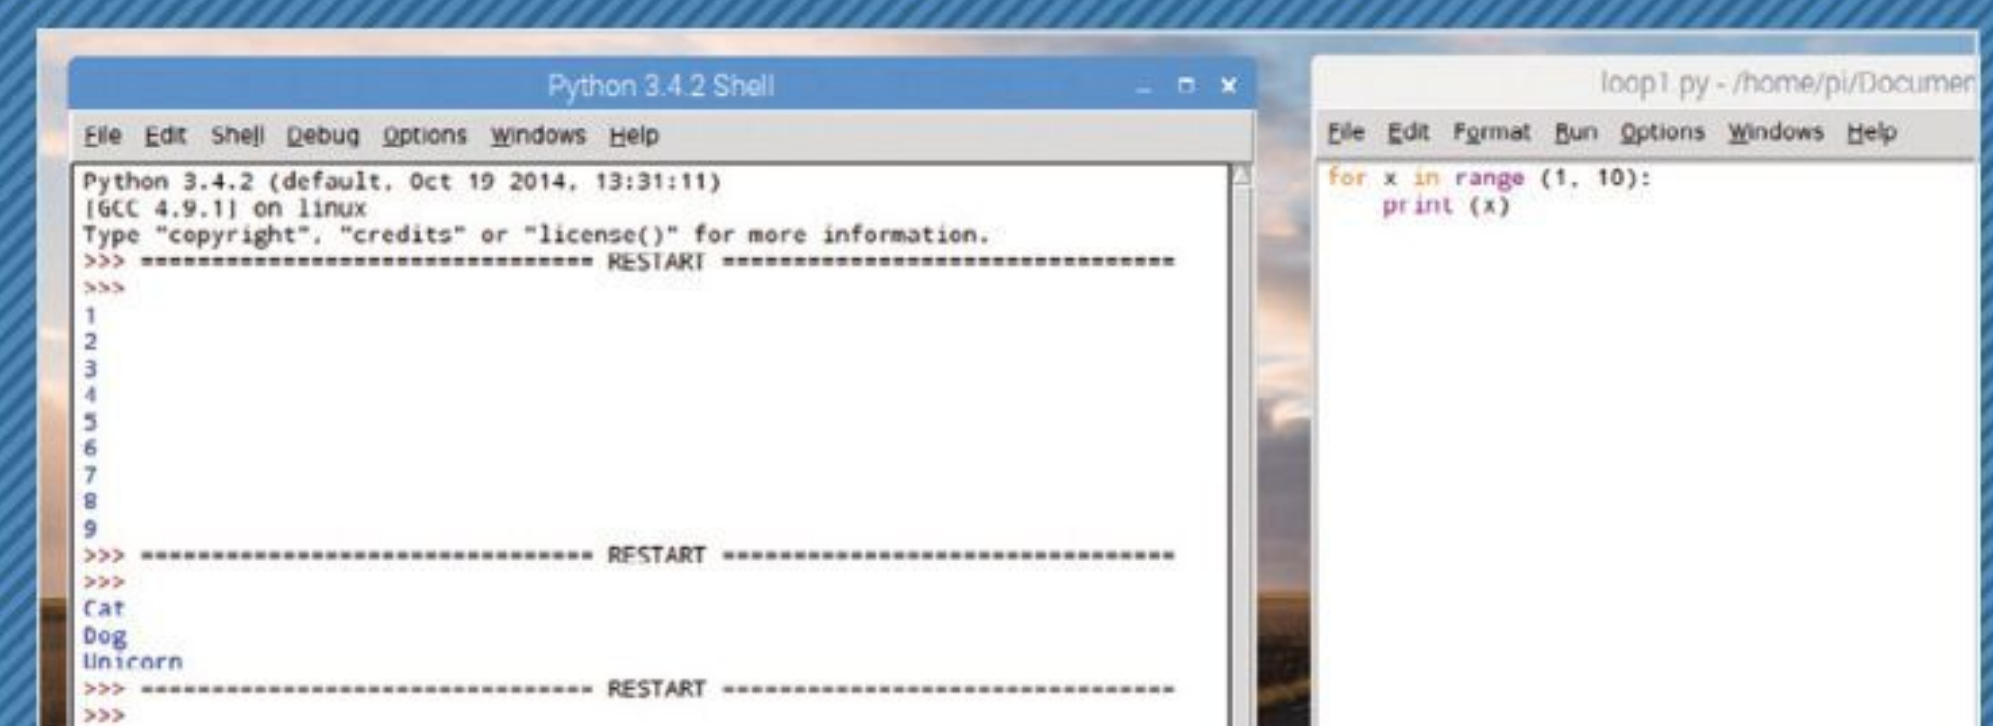 Python 3.4.2 Shell
File Edit Shell Debug Options Windows Help
Python 3.4.2 (default, Oct 19 2014, 13:31:11)
[GCC 4.9.1] on linux
Type "copyright", "credits" or "license()" for more information.
>>> ================================ RESTART ================================
>>>
1
2
3
4
5
6
7
8
9
>>> ================================ RESTART ================================
>>>
Cat
Dog
Unicorn
>>> ================================ RESTART ================================
>>>
loop1.py - /home/pi/Documen
File Edit Format Run Options Windows Help
for x in range (1, 10):
    print (x)